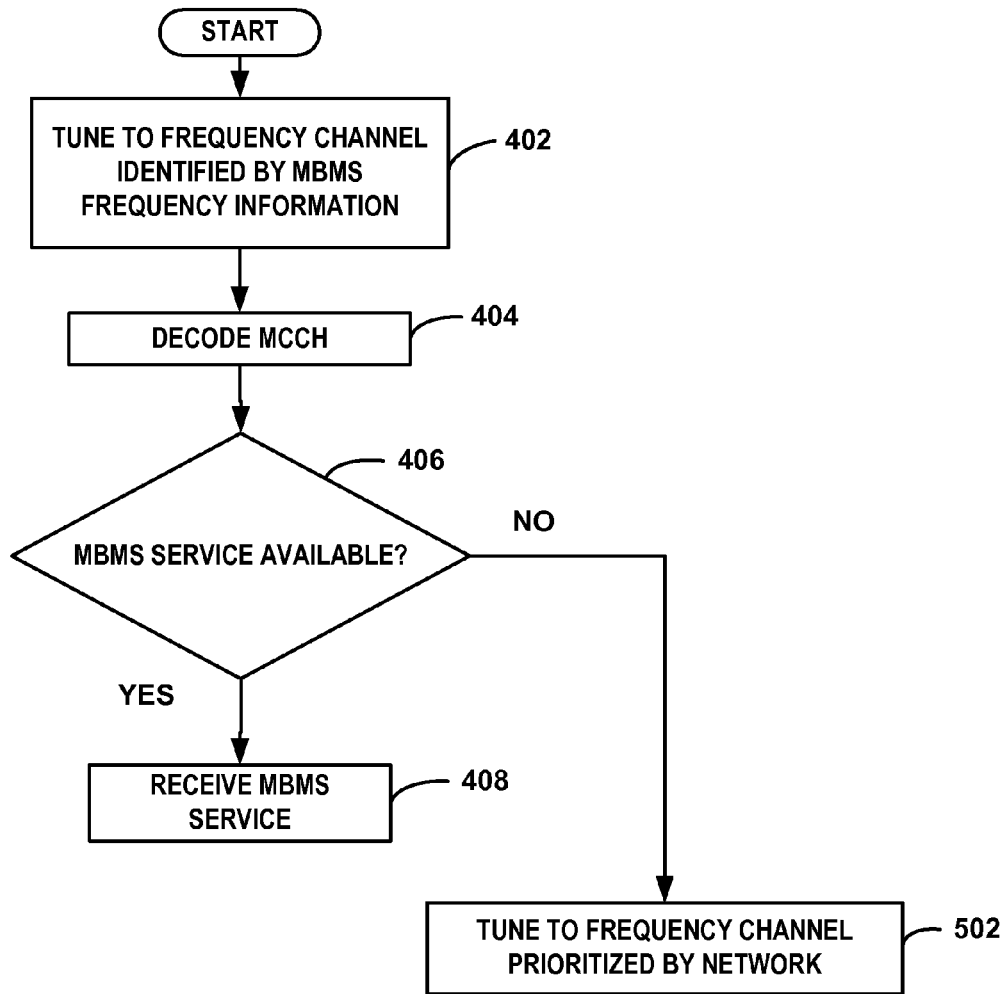 START
TUNE TO FREQUENCY CHANNEL
IDENTIFIED BY MBMS
FREQUENCY INFORMATION
402
DECODE MCCH
404
406
MBMS SERVICE AVAILABLE?
NO
YES
RECEIVE MBMS
SERVICE
408
TUNE TO FREQUENCY CHANNEL
PRIORITIZED BY NETWORK
502